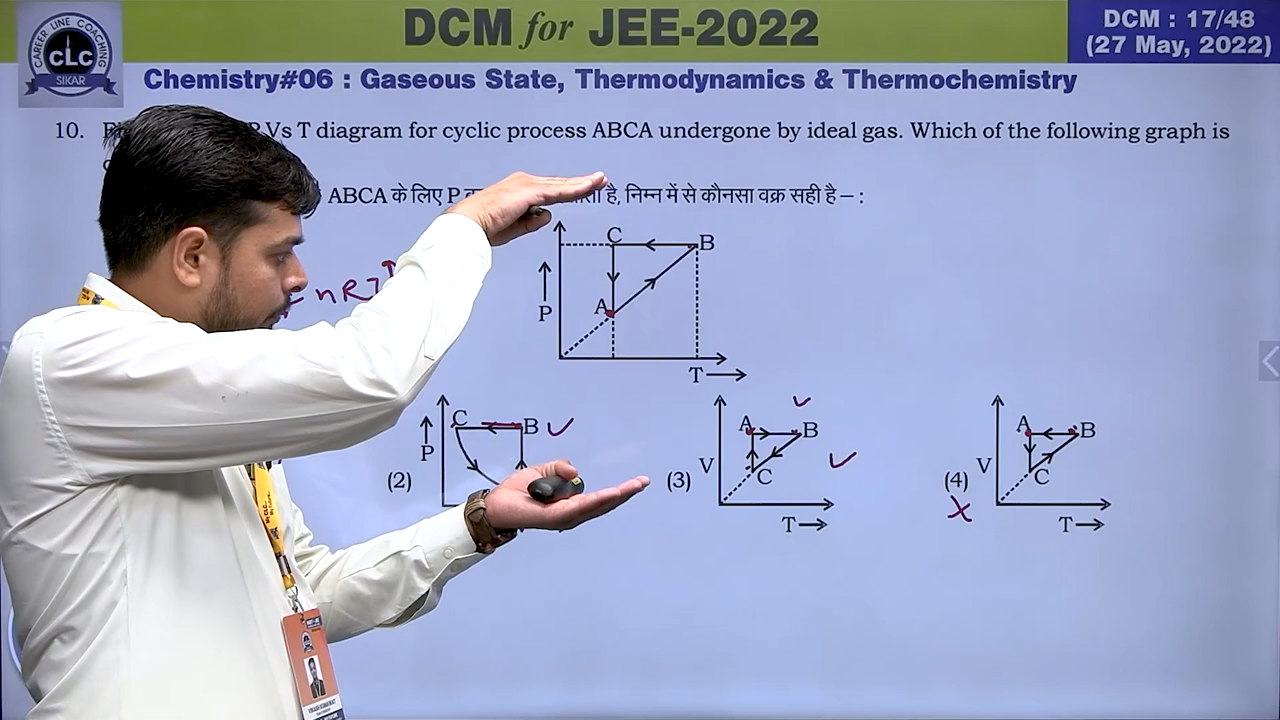 DCM for JEE-2022
DCM : 17/48
(27 May, 2022)
CAREER LINE COACHING
CLC
SIKAR
Chemistry#06 : Gaseous State, Thermodynamics & Thermochemistry
10. Vs T diagram for cyclic process ABCA undergone by ideal gas. Which of the following graph is
ABCA के लिए P है, निम्न में से कौनसा वक्र सही है – :
C B
nRT
A
P
T
C B
P
(2)
A B
V
C
(3)
T
A B
V
C
(4)
T